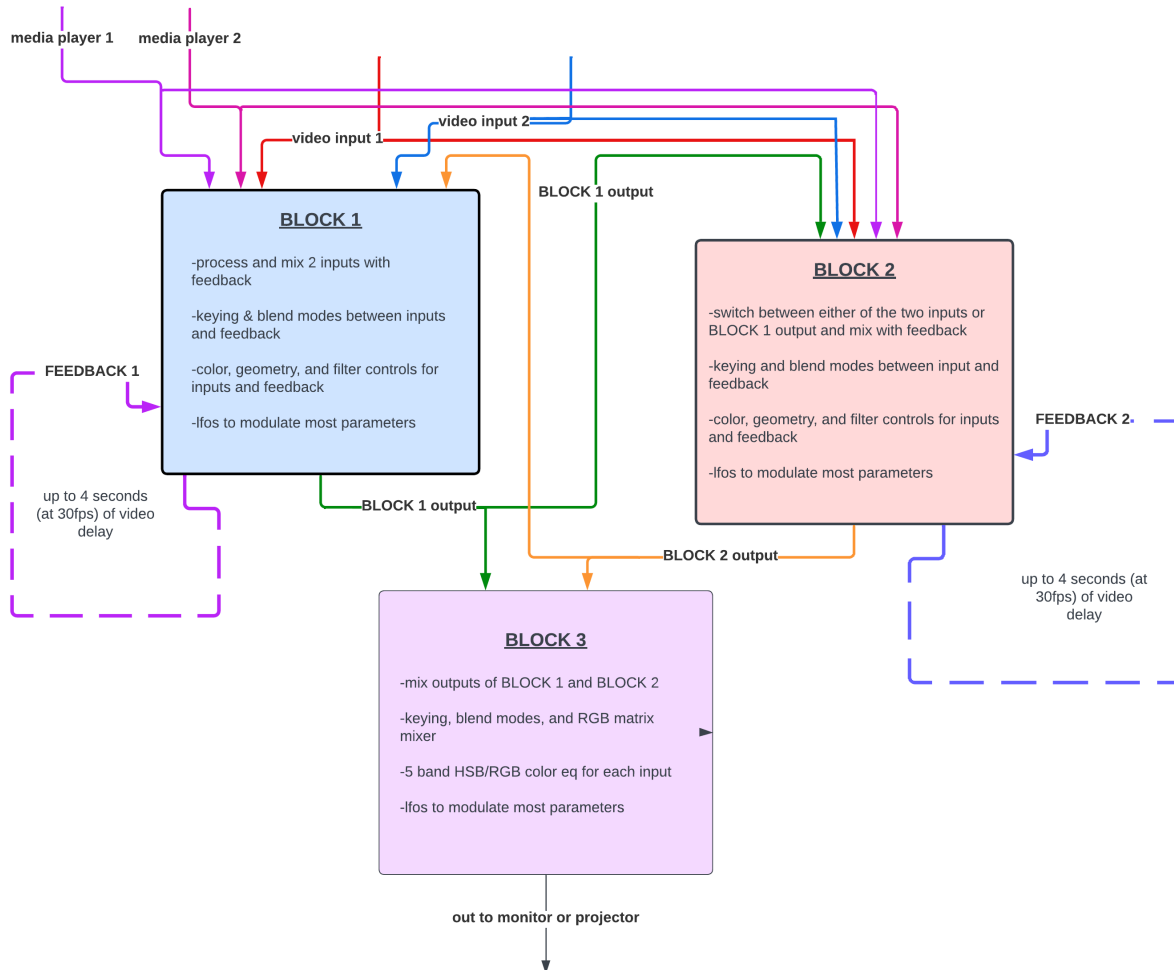 media player 1
media player 2
video input 2
video input 1
BLOCK 1 output
BLOCK 1
-process and mix 2 inputs with
feedback
-keying & blend modes between inputs
and feedback
-color, geometry, and filter controls for
inputs and feedback
-lfos to modulate most parameters
BLOCK 2
-switch between either of the two inputs or
BLOCK 1 output and mix with feedback
-keying and blend modes between input and
feedback
-color, geometry, and filter controls for inputs
and feedback
-lfos to modulate most parameters
FEEDBACK 1
FEEDBACK 2
up to 4 seconds
(at 30fps) of video
delay
BLOCK 1 output
BLOCK 2 output
up to 4 seconds (at
30fps) of video
delay
BLOCK 3
-mix outputs of BLOCK 1 and BLOCK 2
-keying, blend modes, and RGB matrix
mixer
-5 band HSB/RGB color eq for each input
-lfos to modulate most parameters
out to monitor or projector